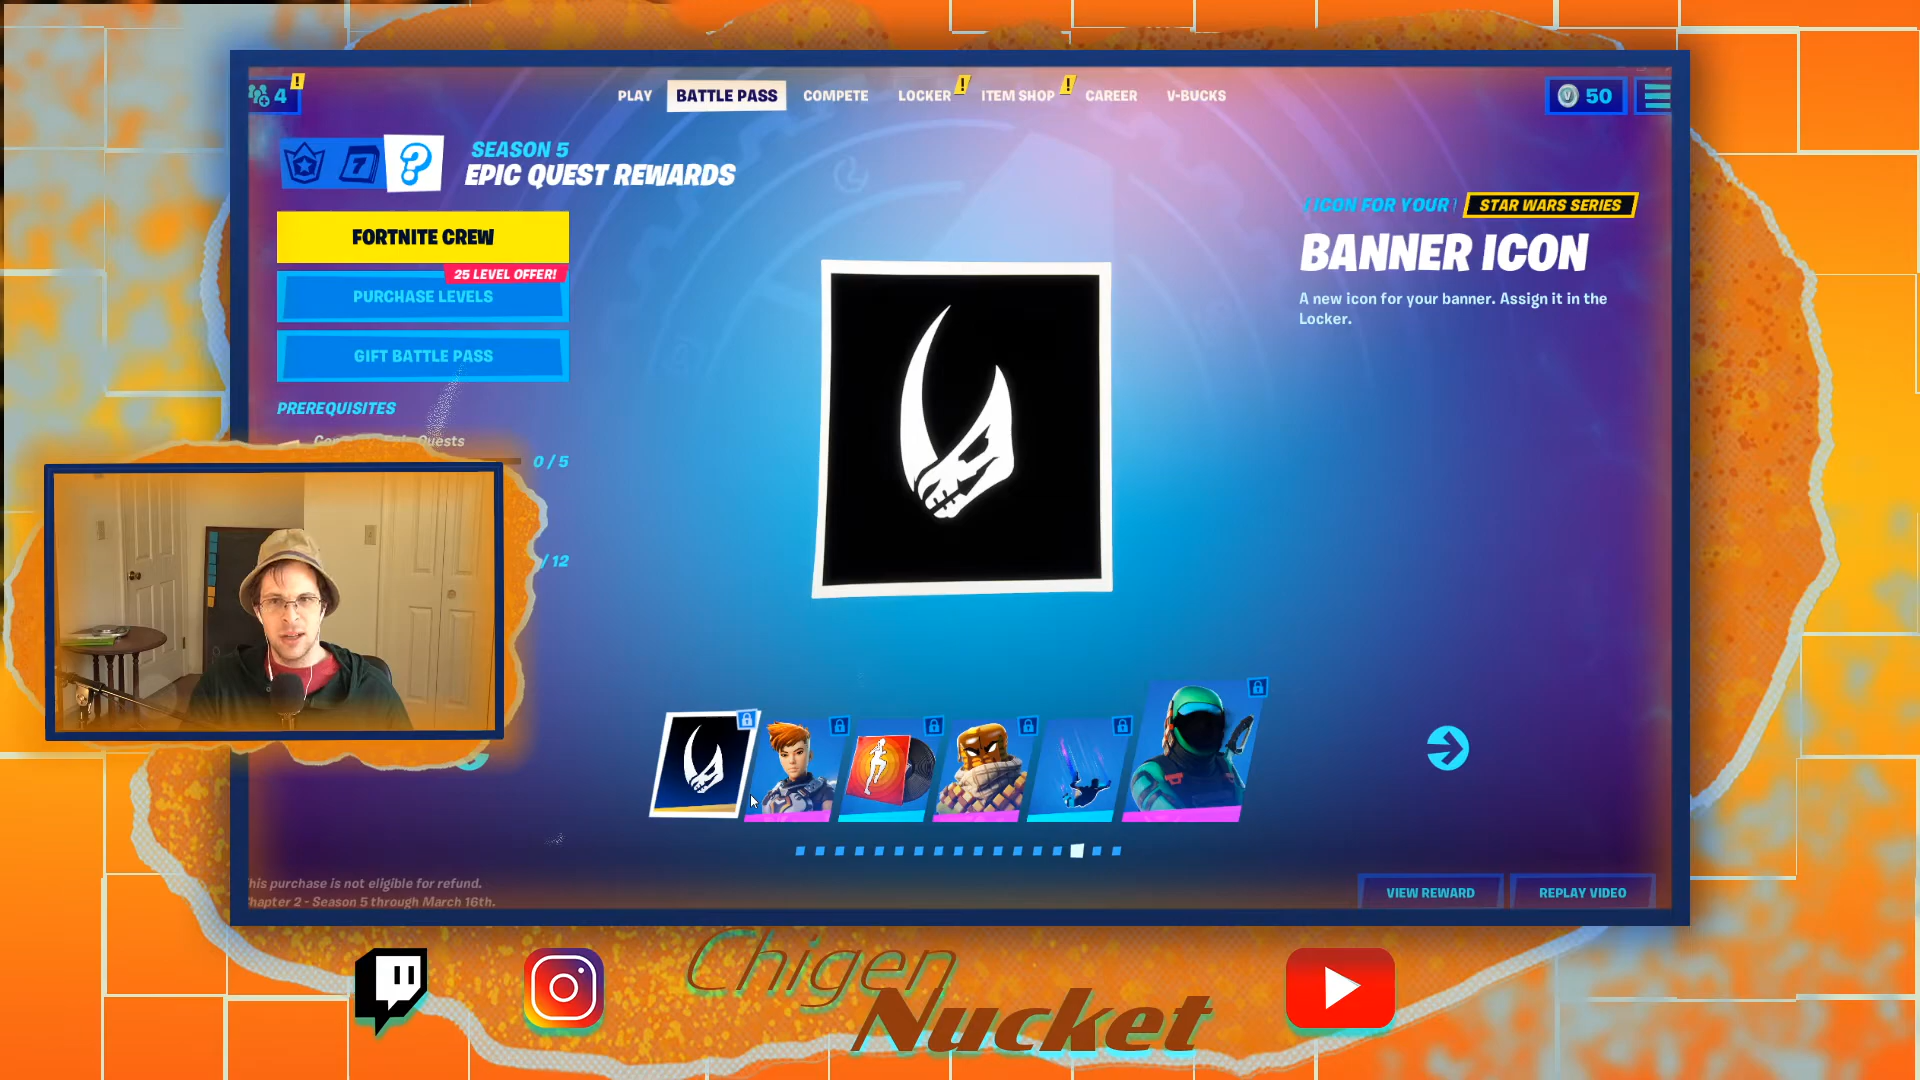 4
!
PLAY
BATTLE PASS
COMPETE
LOCKER
!
ITEM SHOP
!
CAREER
V-BUCKS
50
7
?
SEASON 5
EPIC QUEST REWARDS
FORTNITE CREW
25 LEVEL OFFER!
PURCHASE LEVELS
GIFT BATTLE PASS
PREREQUISITES
Quests
0 / 5
/ 12
ICON FOR YOUR
STAR WARS SERIES
BANNER ICON
A new icon for your banner. Assign it in the
Locker.
his purchase is not eligible for refund.
hapter 2 - Season 5 through March 16th.
VIEW REWARD
REPLAY VIDEO
Chigen
Nucket